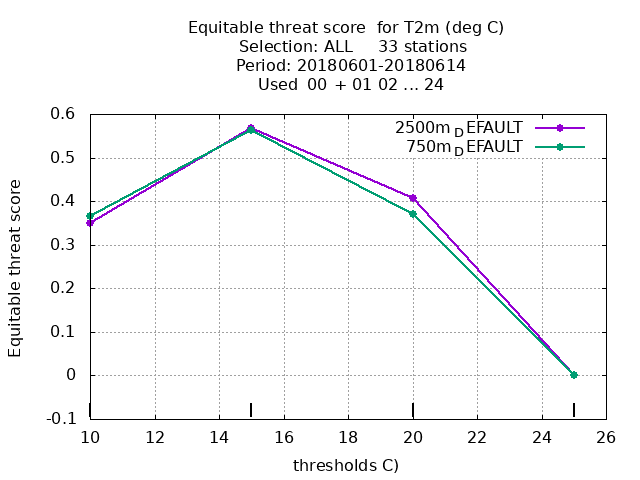 Equitable threat score  for T2m (deg C)
Selection: ALL     33 stations
Period: 20180601-20180614
Used  00  + 01 02 ... 24
2500m_DEFAULT
750m_DEFAULT
Equitable threat score
0.6
0.5
0.4
0.3
0.2
0.1
0
-0.1
10 12 14 16 18 20 22 24 26
thresholds C)